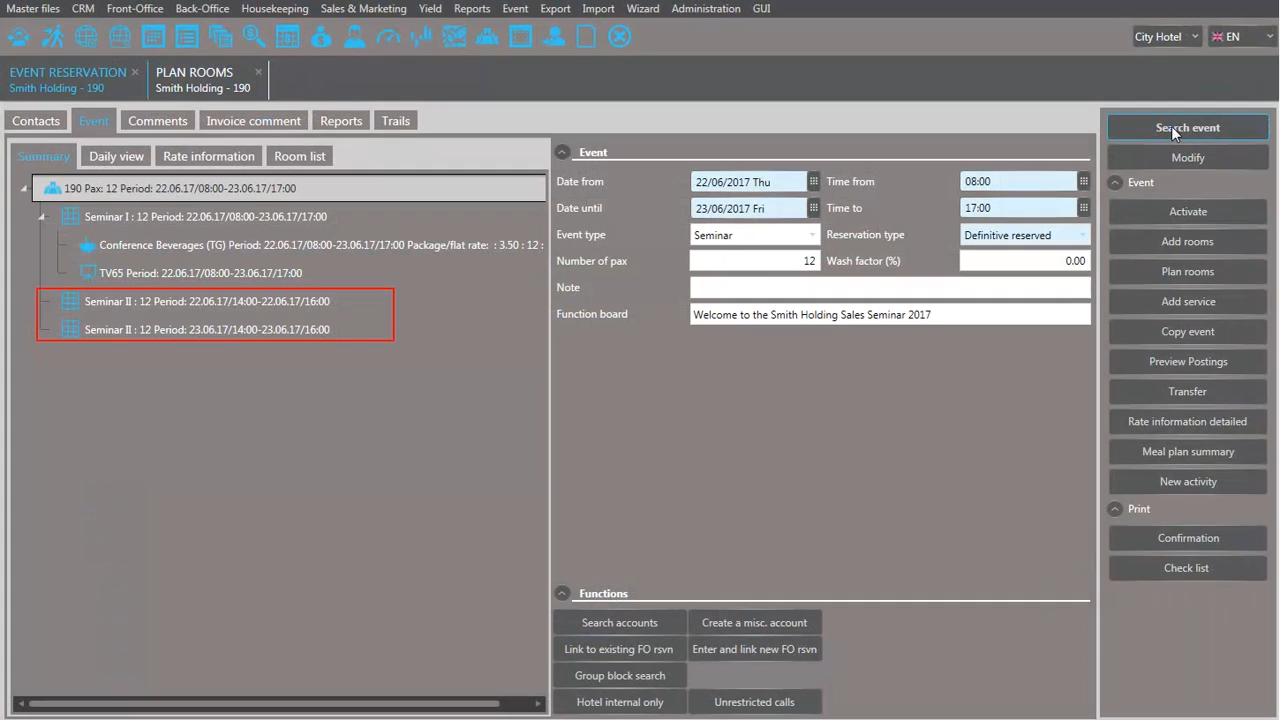 Master files CRM Front-Office Back-Office Housekeeping Sales & Marketing Yield Reports Event Export Import Wizard Administration GUI
City Hotel EN
EVENT RESERVATION × PLAN ROOMS ×
Smith Holding - 190 Smith Holding - 190
Contacts Event Comments Invoice comment Reports Trails
Search event
Summary Daily view Rate information Room list
Event
Modify
190 Pax: 12 Period: 22.06.17/08:00-23.06.17/17:00
Date from 22/06/2017 Thu Time from 08:00
Event
Seminar I : 12 Period: 22.06.17/08:00-23.06.17/17:00
Date until 23/06/2017 Fri Time to 17:00
Activate
Conference Beverages (TG) Period: 22.06.17/08:00-23.06.17/17:00 Package/flat rate: : 3.50 : 12 :
Event type Seminar Reservation type Definitive reserved
Add rooms
TV65 Period: 22.06.17/08:00-23.06.17/17:00
Number of pax 12 Wash factor (%) 0.00
Plan rooms
Seminar II : 12 Period: 22.06.17/14:00-22.06.17/16:00
Note
Add service
Seminar II : 12 Period: 23.06.17/14:00-23.06.17/16:00
Function board Welcome to the Smith Holding Sales Seminar 2017
Copy event
Preview Postings
Transfer
Rate information detailed
Meal plan summary
New activity
Print
Confirmation
Check list
Functions
Search accounts Create a misc. account
Link to existing FO rsvn Enter and link new FO rsvn
Group block search
Hotel internal only Unrestricted calls